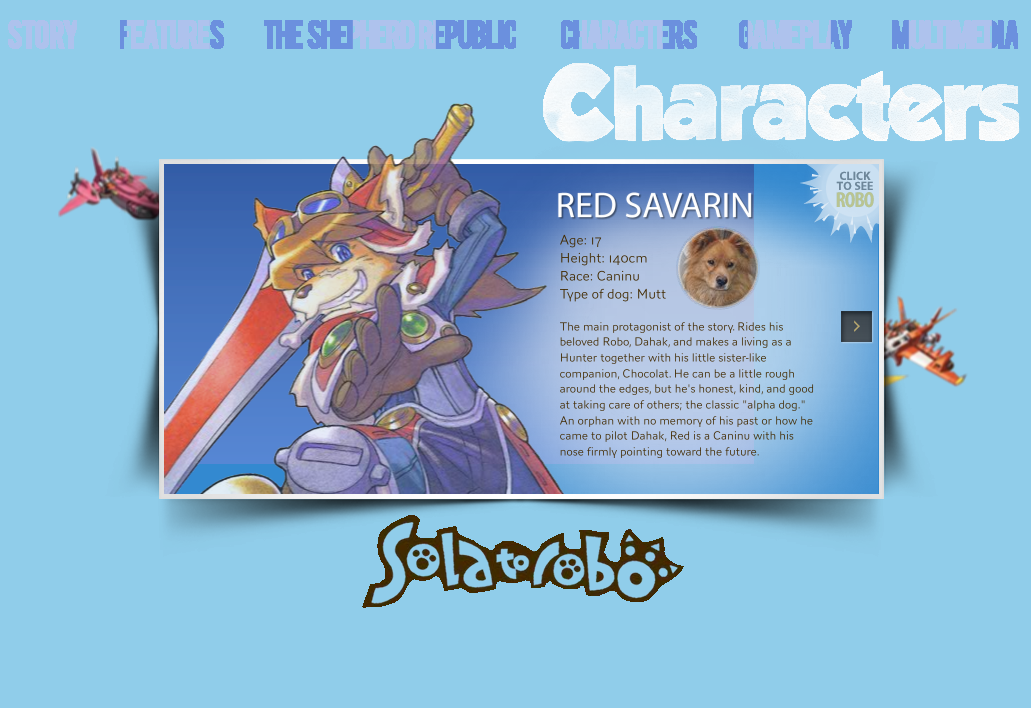 STORY FEATURES THE SHEPHERD REPUBLIC CHARACTERS GAMEPLAY MULTIMEDIA
Characters
CLICK
TO SEE
ROBO
RED SAVARIN
Age: 17
Height: 140cm
Race: Caninu
Type of dog: Mutt
The main protagonist of the story. Rides his
beloved Robo, Dahak, and makes a living as a
Hunter together with his little sister-like
companion, Chocolat. He can be a little rough
around the edges, but he's honest, kind, and good
at taking care of others; the classic "alpha dog."
An orphan with no memory of his past or how he
came to pilot Dahak, Red is a Caninu with his
nose firmly pointing toward the future.
Solatorobo